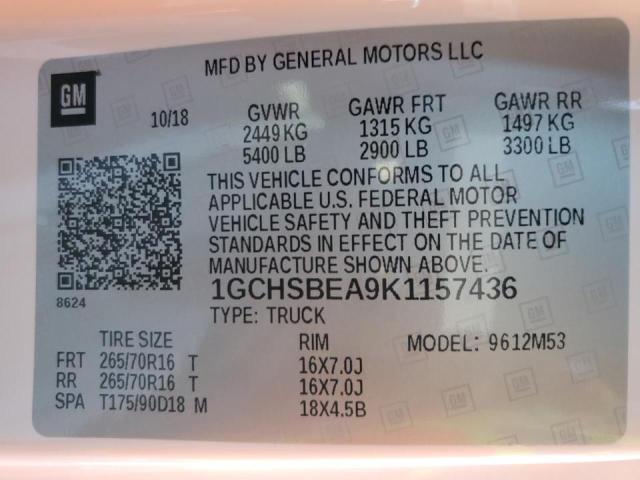 MFD BY GENERAL MOTORS LLC
GM
10/18
GVWR GAWR FRT GAWR RR
2449 KG 1315 KG 1497 KG
5400 LB 2900 LB 3300 LB
THIS VEHICLE CONFORMS TO ALL
APPLICABLE U.S. FEDERAL MOTOR
VEHICLE SAFETY AND THEFT PREVENTION
STANDARDS IN EFFECT ON THE DATE OF
MANUFACTURE SHOWN ABOVE.
8624
1GCHSBEA9K1157436
TYPE: TRUCK
TIRE SIZE RIM MODEL: 9612M53
FRT 265/70R16 T 16X7.0J
RR 265/70R16 T 16X7.0J
SPA T175/90D18 M 18X4.5B